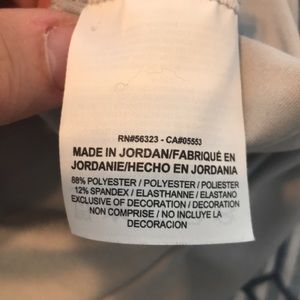 RN#56323 - CA#05553
MADE IN JORDAN/FABRIQUÉ EN
JORDANIE/HECHO EN JORDANIA
88% POLYESTER / POLYESTER / POLIESTER
12% SPANDEX / ELASTHANNE / ELASTANO
EXCLUSIVE OF DECORATION / DECORATION
NON COMPRISE / NO INCLUYE LA
DECORACION